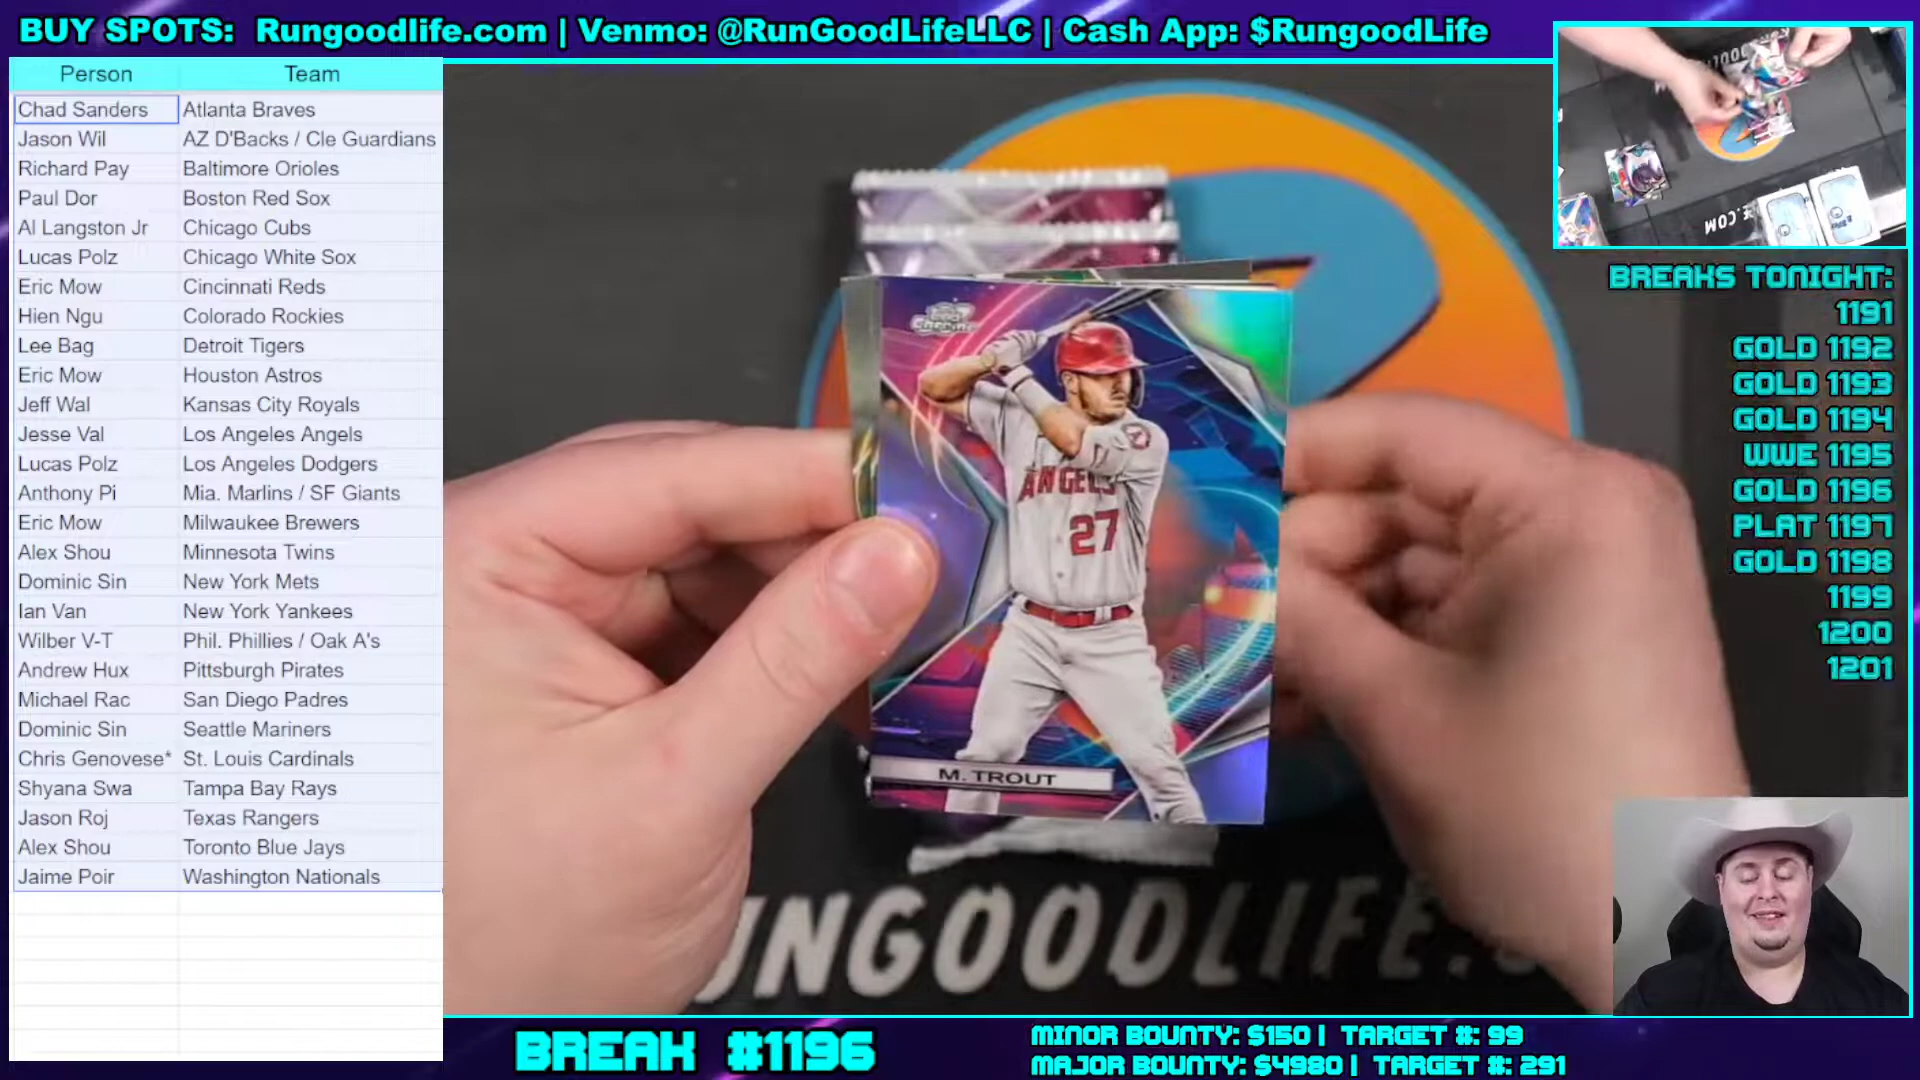 BUY SPOTS: Rungoodlife.com | Venmo: @RunGoodLifeLLC | Cash App: $RungoodLife
Person Team
Chad Sanders Atlanta Braves
Jason Wil AZ D'Backs / Cle Guardians
Richard Pay Baltimore Orioles
Paul Dor Boston Red Sox
Al Langston Jr Chicago Cubs
Lucas Polz Chicago White Sox
Eric Mow Cincinnati Reds
Hien Ngu Colorado Rockies
Lee Bag Detroit Tigers
Eric Mow Houston Astros
Jeff Wal Kansas City Royals
Jesse Val Los Angeles Angels
Lucas Polz Los Angeles Dodgers
Anthony Pi Mia. Marlins / SF Giants
Eric Mow Milwaukee Brewers
Alex Shou Minnesota Twins
Dominic Sin New York Mets
Ian Van New York Yankees
Wilber V-T Phil. Phillies / Oak A's
Andrew Hux Pittsburgh Pirates
Michael Rac San Diego Padres
Dominic Sin Seattle Mariners
Chris Genovese* St. Louis Cardinals
Shyana Swa Tampa Bay Rays
Jason Roj Texas Rangers
Alex Shou Toronto Blue Jays
Jaime Poir Washington Nationals
Chrome
ANGELS
27
M. TROUT
UNGOODLIFE.
.COM
BREAKS TONIGHT:
1191
GOLD 1192
GOLD 1193
GOLD 1194
WWE 1195
GOLD 1196
PLAT 1197
GOLD 1198
1199
1200
1201
BREAK #1196
MINOR BOUNTY: $150 | TARGET #: 99
MAJOR BOUNTY: $4980 | TARGET #: 291